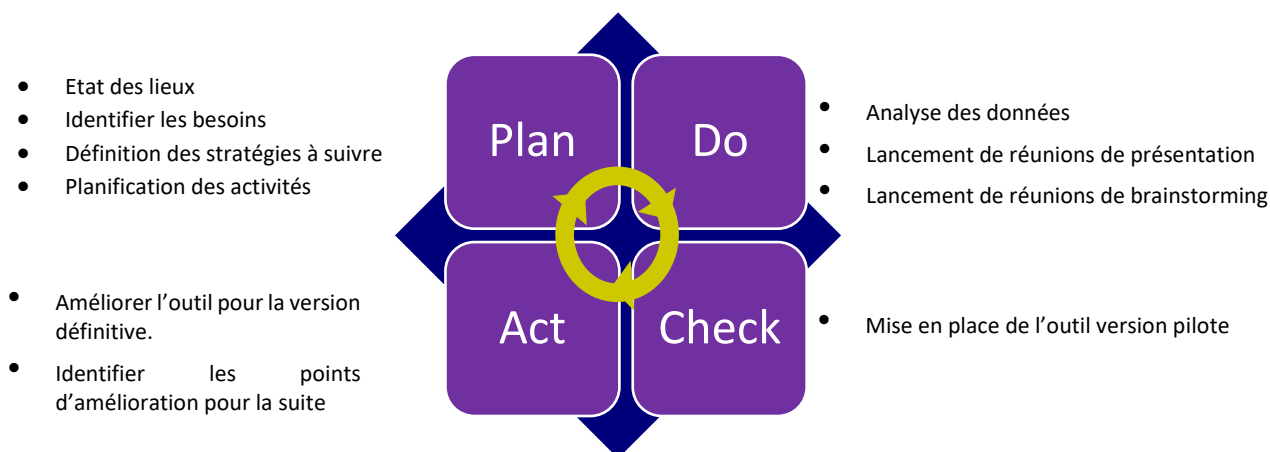 • Etat des lieux
• Identifier les besoins
• Définition des stratégies à suivre
• Planification des activités
Plan
Do
• Analyse des données
• Lancement de réunions de présentation
• Lancement de réunions de brainstorming
• Améliorer l’outil pour la version
définitive.
• Identifier les points
d’amélioration pour la suite
Act
Check
• Mise en place de l’outil version pilote